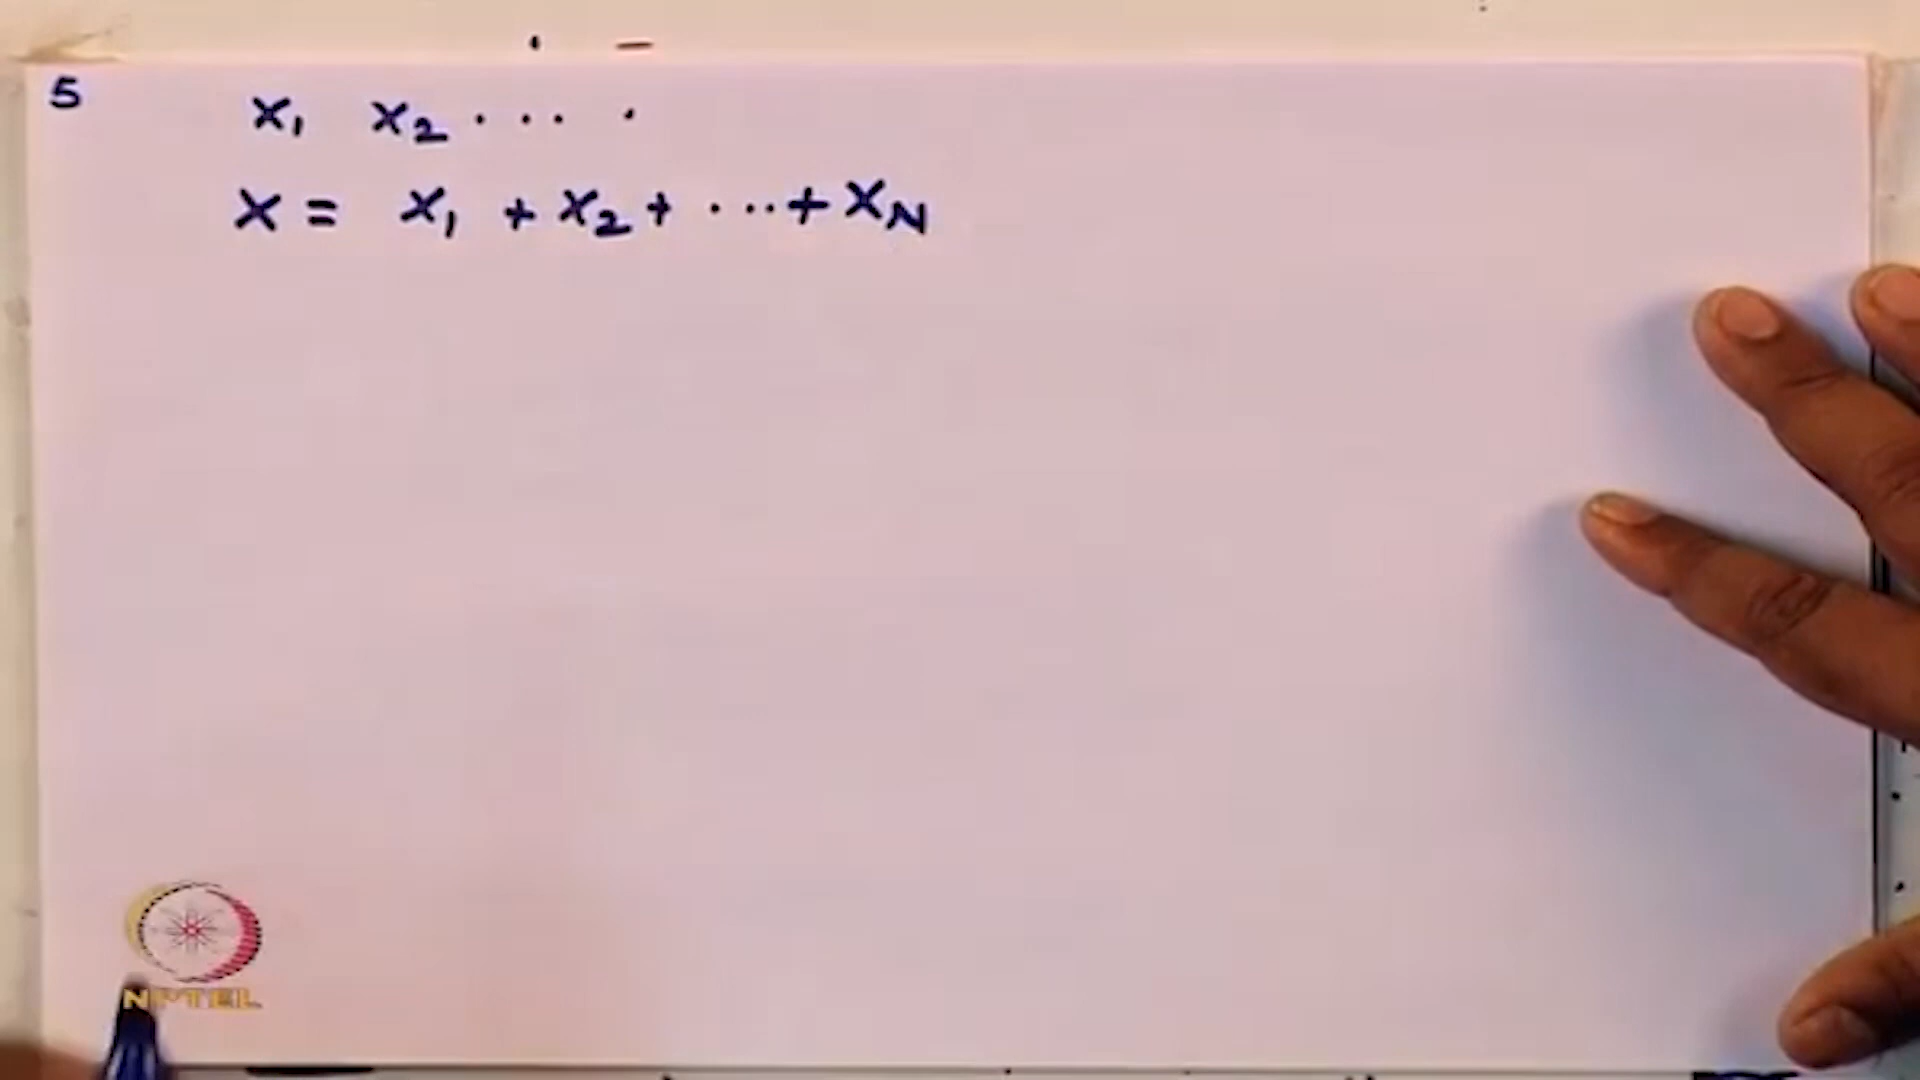 5
x₁ x₂ . . . .
X = X₁ + X₂ + ... + X_N
NPTEL